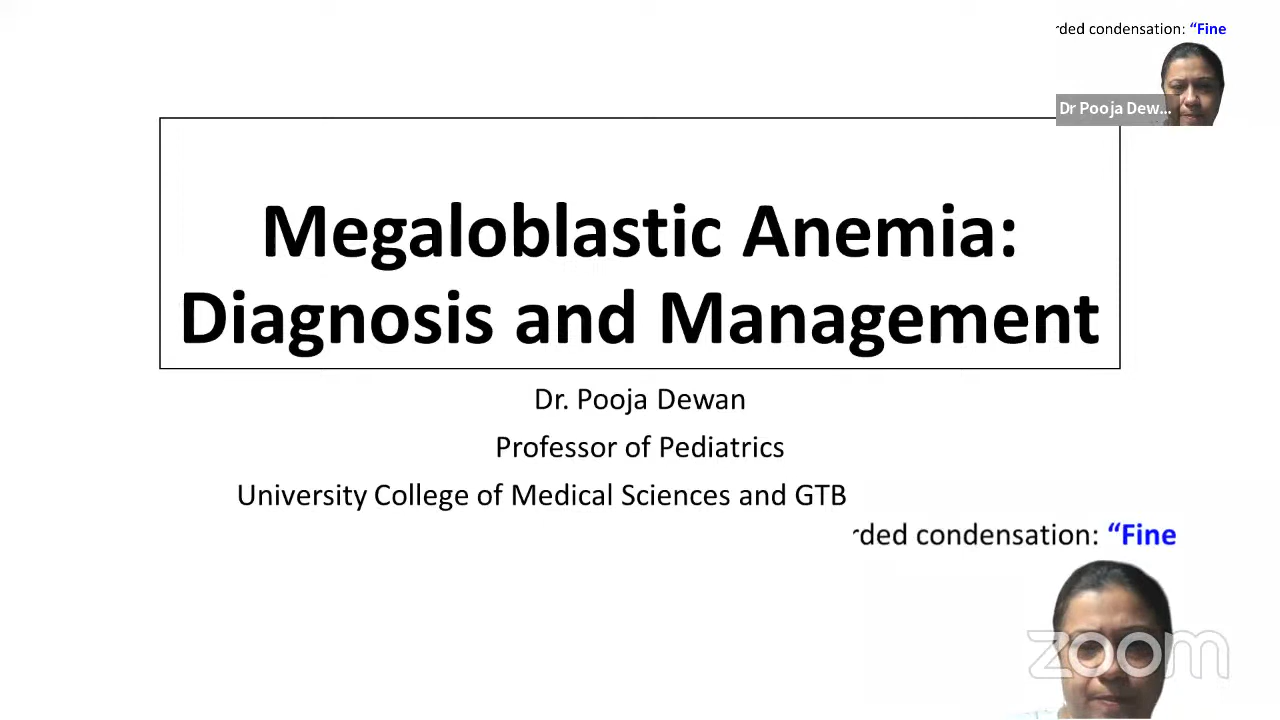 rded condensation: “Fine
Dr Pooja Dew...
Megaloblastic Anemia:
Diagnosis and Management
Dr. Pooja Dewan
Professor of Pediatrics
University College of Medical Sciences and GTB
rded condensation: “Fine
zoom